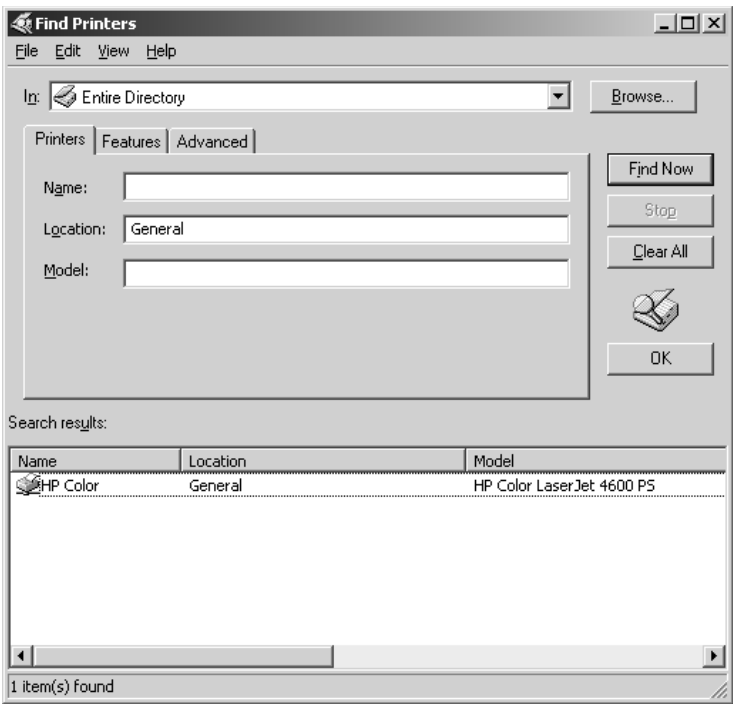 Find Printers
File Edit View Help
In: Entire Directory Browse...
Printers Features Advanced
Name:
Location: General
Model:
Find Now
Stop
Clear All
OK
Search results:
Name Location Model
HP Color General HP Color LaserJet 4600 PS
1 item(s) found